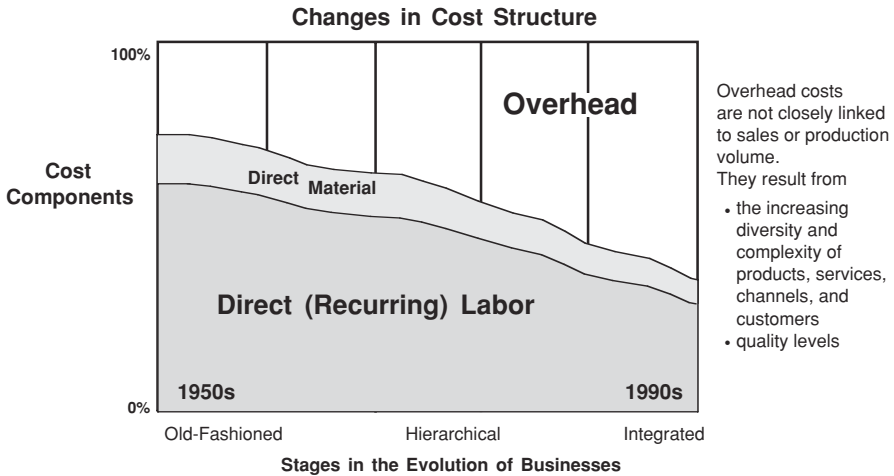 Changes in Cost Structure
100%
Overhead
Cost
Components
Direct Material
Direct (Recurring) Labor
1950s
1990s
0%
Old-Fashioned
Hierarchical
Integrated
Stages in the Evolution of Businesses
Overhead costs
are not closely linked
to sales or production
volume.
They result from
• the increasing
diversity and
complexity of
products, services,
channels, and
customers
• quality levels